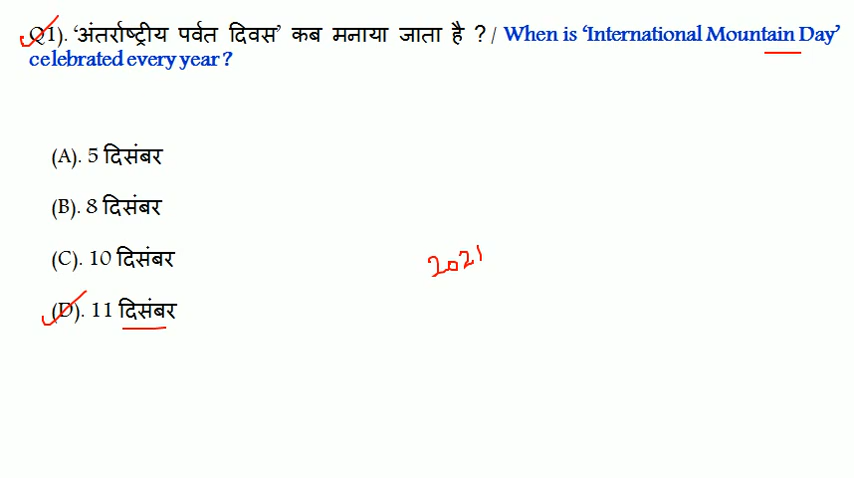 Q1). ‘अंतर्राष्ट्रीय पर्वत दिवस’ कब मनाया जाता है ? / When is ‘International Mountain Day’
celebrated every year ?
(A). 5 दिसंबर
(B). 8 दिसंबर
(C). 10 दिसंबर
2021
(D). 11 दिसंबर